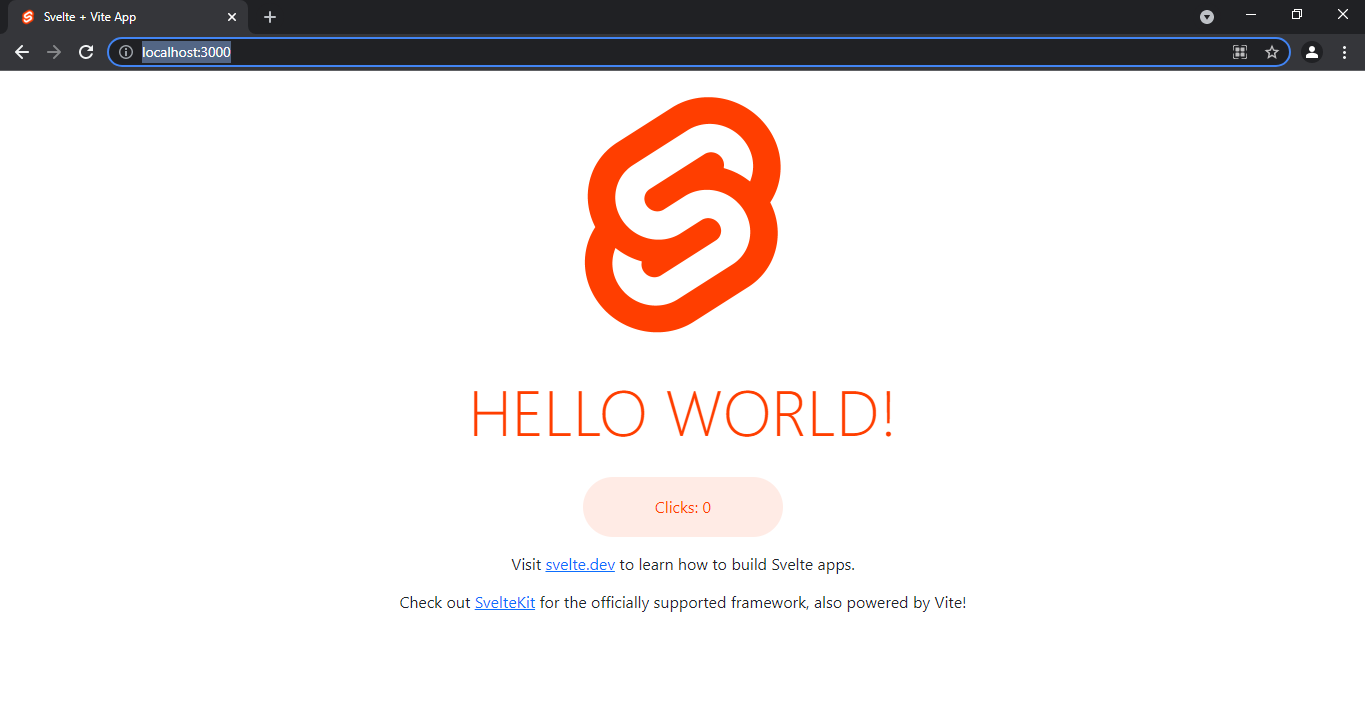 Svelte + Vite App
localhost:3000
HELLO WORLD!
Clicks: 0
Visit svelte.dev to learn how to build Svelte apps.
Check out SvelteKit for the officially supported framework, also powered by Vite!